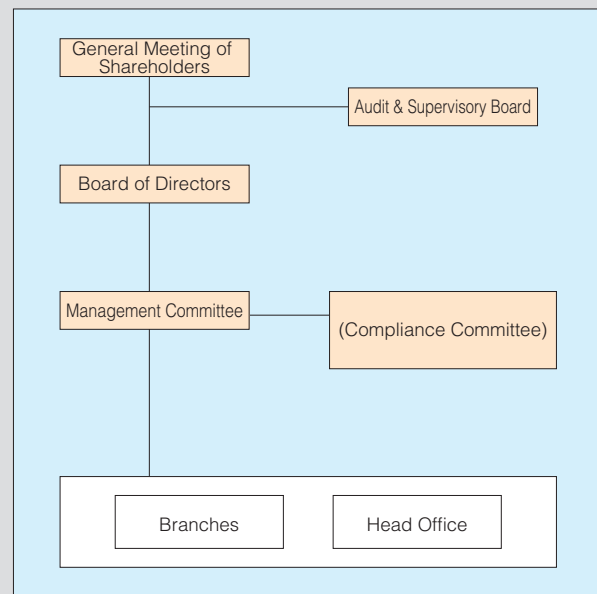 General Meeting of
Shareholders
Audit & Supervisory Board
Board of Directors
Management Committee
(Compliance Committee)
Branches
Head Office